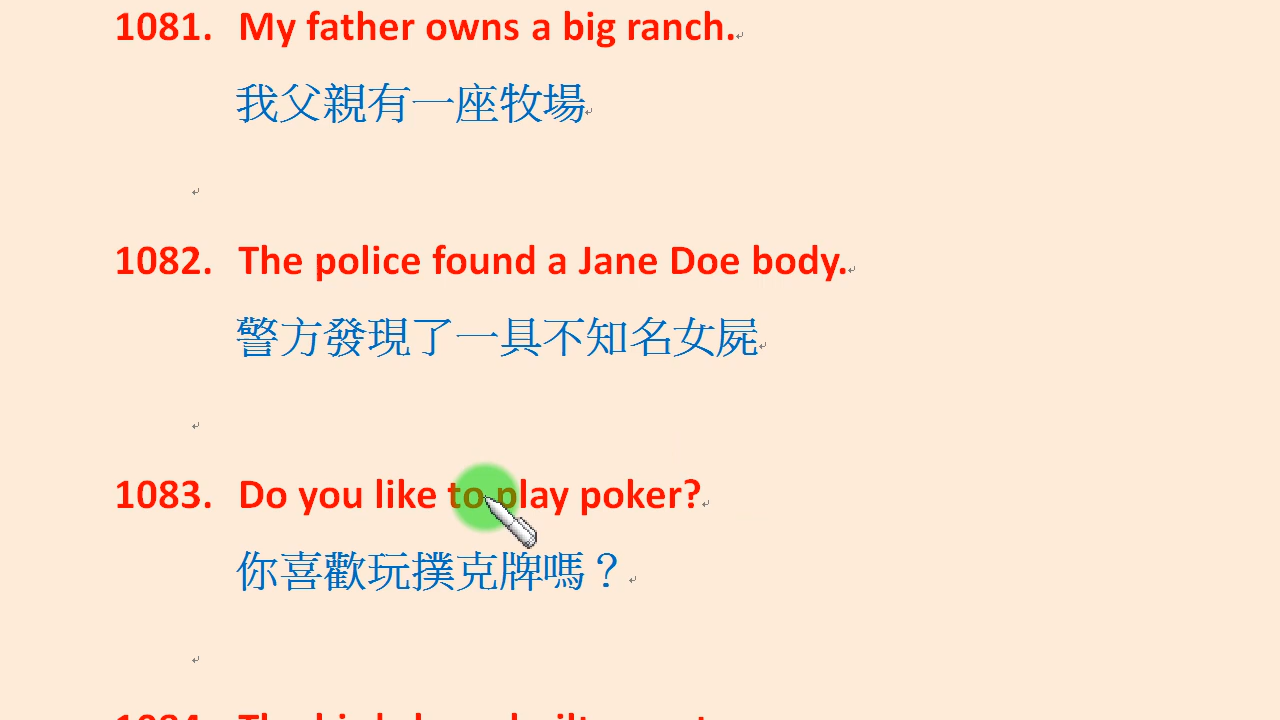 1081. My father owns a big ranch.
我父親有一座牧場
1082. The police found a Jane Doe body.
警方發現了一具不知名女屍
1083. Do you like to play poker?
你喜歡玩撲克牌嗎？